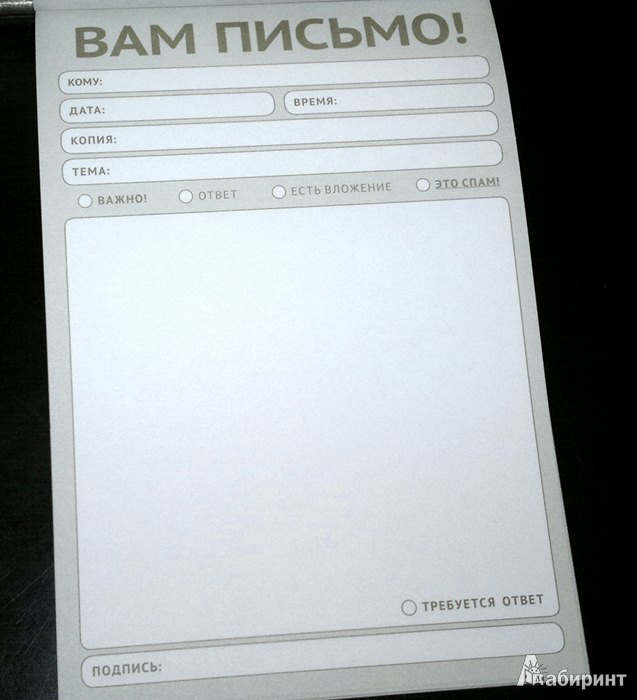 ВАМ ПИСЬМО!
КОМУ:
ДАТА: ВРЕМЯ:
КОПИЯ:
ТЕМА:
ВАЖНО! ОТВЕТ ЕСТЬ ВЛОЖЕНИЕ ЭТО СПАМ!
ТРЕБУЕТСЯ ОТВЕТ
ПОДПИСЬ:
Лабиринт